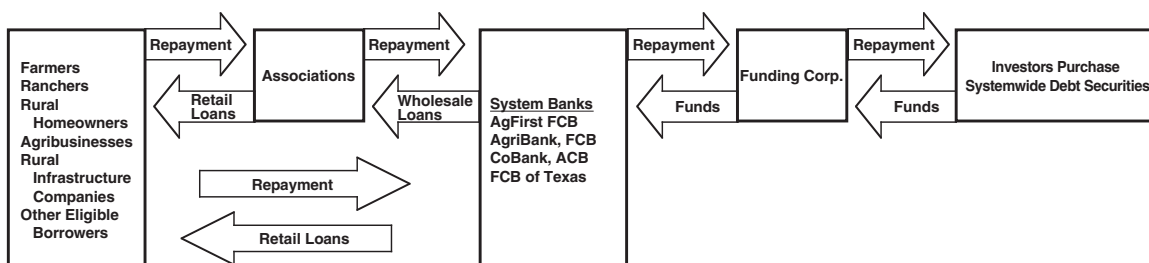 Farmers
Ranchers
Rural
Homeowners
Agribusinesses
Rural
Infrastructure
Companies
Other Eligible
Borrowers
Repayment
Retail
Loans
Associations
Repayment
Wholesale
Loans
Repayment
Retail Loans
System Banks
AgFirst FCB
AgriBank, FCB
CoBank, ACB
FCB of Texas
Repayment
Funds
Funding Corp.
Repayment
Funds
Investors Purchase
Systemwide Debt Securities